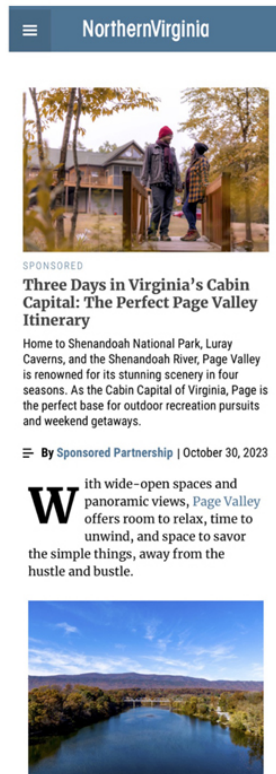 NorthernVirginia
SPONSORED
Three Days in Virginia's Cabin
Capital: The Perfect Page Valley
Itinerary
Home to Shenandoah National Park, Luray
Caverns, and the Shenandoah River, Page Valley
is renowned for its stunning scenery in four
seasons. As the Cabin Capital of Virginia, Page is
the perfect base for outdoor recreation pursuits
and weekend getaways.
By Sponsored Partnership | October 30, 2023
With wide-open spaces and
panoramic views, Page Valley
offers room to relax, time to
unwind, and space to savor
the simple things, away from the
hustle and bustle.